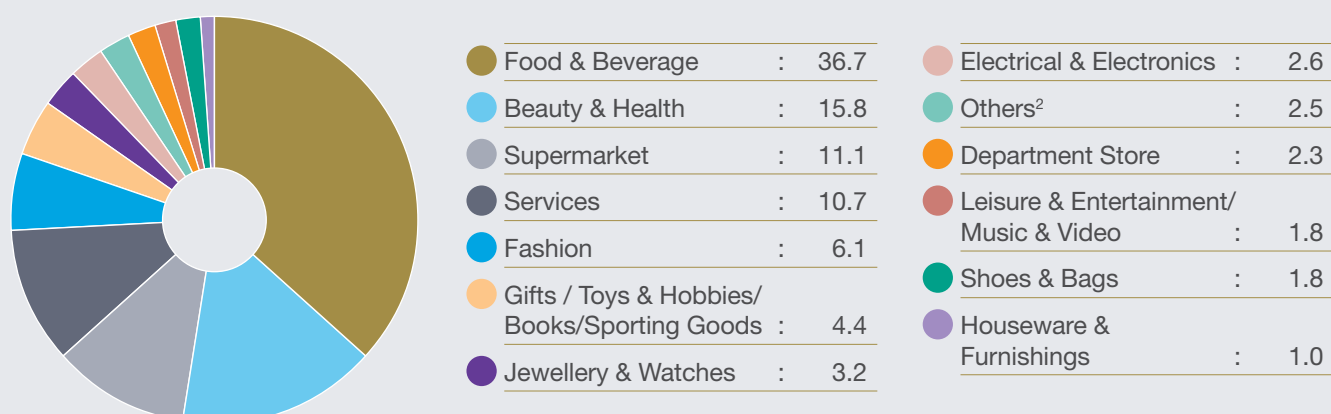 Food & Beverage : 36.7
Beauty & Health : 15.8
Supermarket : 11.1
Services : 10.7
Fashion : 6.1
Gifts / Toys & Hobbies/
Books/Sporting Goods : 4.4
Jewellery & Watches : 3.2
Electrical & Electronics : 2.6
Others² : 2.5
Department Store : 2.3
Leisure & Entertainment/
Music & Video : 1.8
Shoes & Bags : 1.8
Houseware &
Furnishings : 1.0